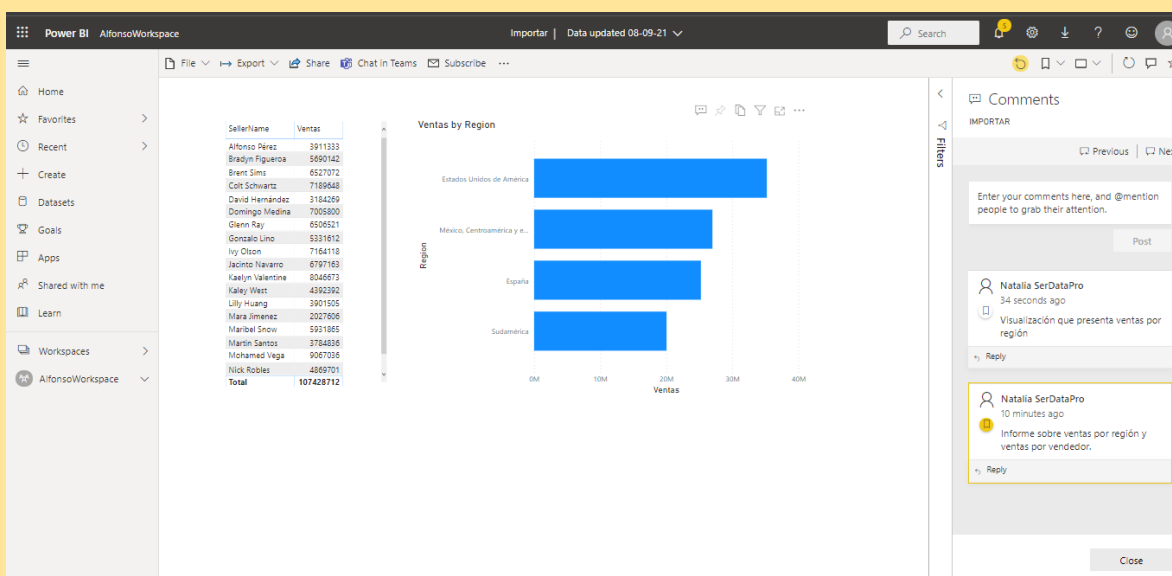 Power BI AlfonsoWorkspace
Importar | Data updated 08-09-21
Search
5
File
Export
Share
Chat in Teams
Subscribe
Home
Favorites
Recent
Create
Datasets
Goals
Apps
Shared with me
Learn
Workspaces
AlfonsoWorkspace
SellerName Ventas
Alfonso Pérez 3911333
Bradyn Figueroa 5690142
Brent Sims 6527072
Colt Schwartz 7189648
David Hernández 3184269
Domingo Medina 7005800
Glenn Ray 6506521
Gonzalo Lino 5331612
Ivy Olson 7164118
Jacinto Navarro 6797163
Kaelyn Valentine 8046673
Kaley West 4392392
Lilly Huang 3901505
Mara Jimenez 2027606
Maribel Snow 5931865
Martin Santos 3784836
Mohamed Vega 9067036
Nick Robles 4869701
Total 107428712
Ventas by Region
Region
Estados Unidos de América
México, Centroamérica y e...
España
Sudamérica
0M 10M 20M 30M 40M
Ventas
Filters
Comments
IMPORTAR
Previous | Nex
Enter your comments here, and @mention
people to grab their attention.
Post
Natalia SerDataPro
34 seconds ago
Visualización que presenta ventas por
región
Reply
Natalia SerDataPro
10 minutes ago
Informe sobre ventas por región y
ventas por vendedor.
Reply
Close